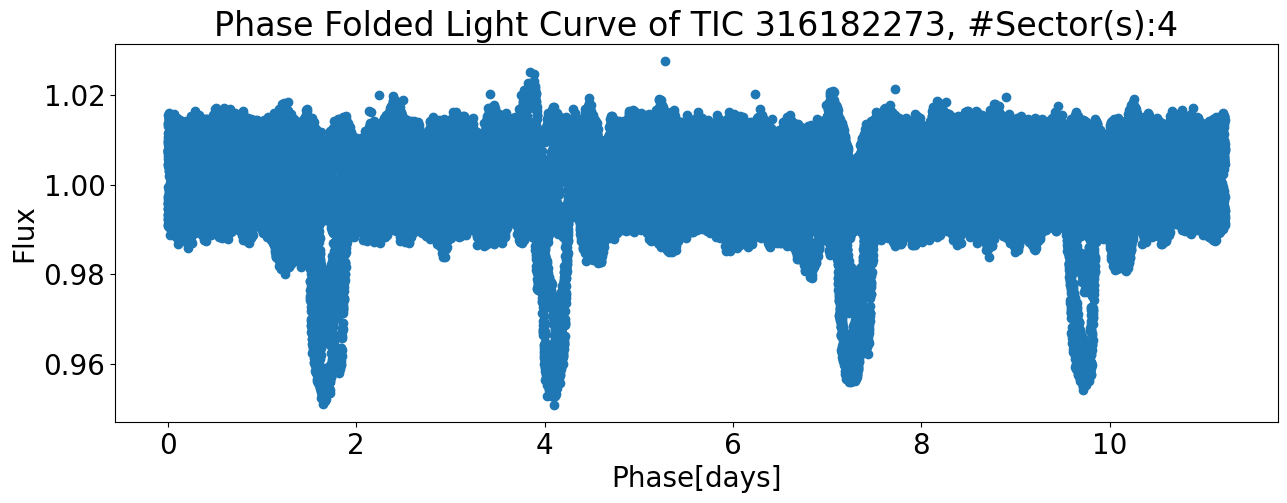 Phase Folded Light Curve of TIC 316182273, #Sector(s):4
1.02
1.00
0.98
0.96
Flux
0 2 4 6 8 10
Phase[days]